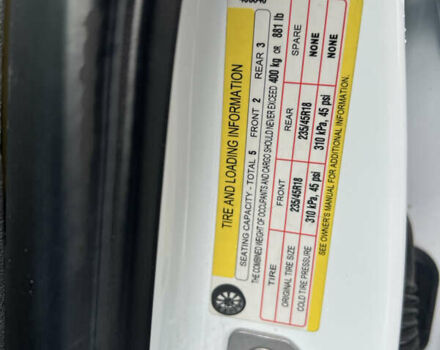 TIRE AND LOADING INFORMATION
SEATING CAPACITY - TOTAL 5 FRONT 2 REAR 3
THE COMBINED WEIGHT OF OCCUPANTS AND CARGO SHOULD NEVER EXCEED 400 kg OR 881 lb
TIRE FRONT REAR SPARE
ORIGINAL TIRE SIZE 235/45R18 235/45R18 NONE
COLD TIRE PRESSURE 310 kPa, 45 psi 310 kPa, 45 psi NONE
SEE OWNER'S MANUAL FOR ADDITIONAL INFORMATION.